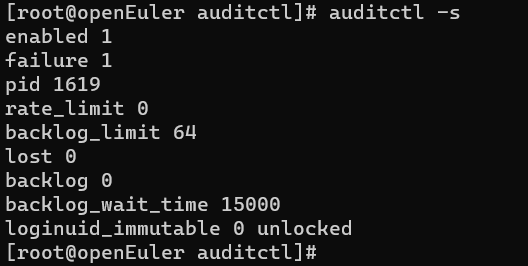 [root@openEuler auditctl]# auditctl -s
enabled 1
failure 1
pid 1619
rate_limit 0
backlog_limit 64
lost 0
backlog 0
backlog_wait_time 15000
loginuid_immutable 0 unlocked
[root@openEuler auditctl]#